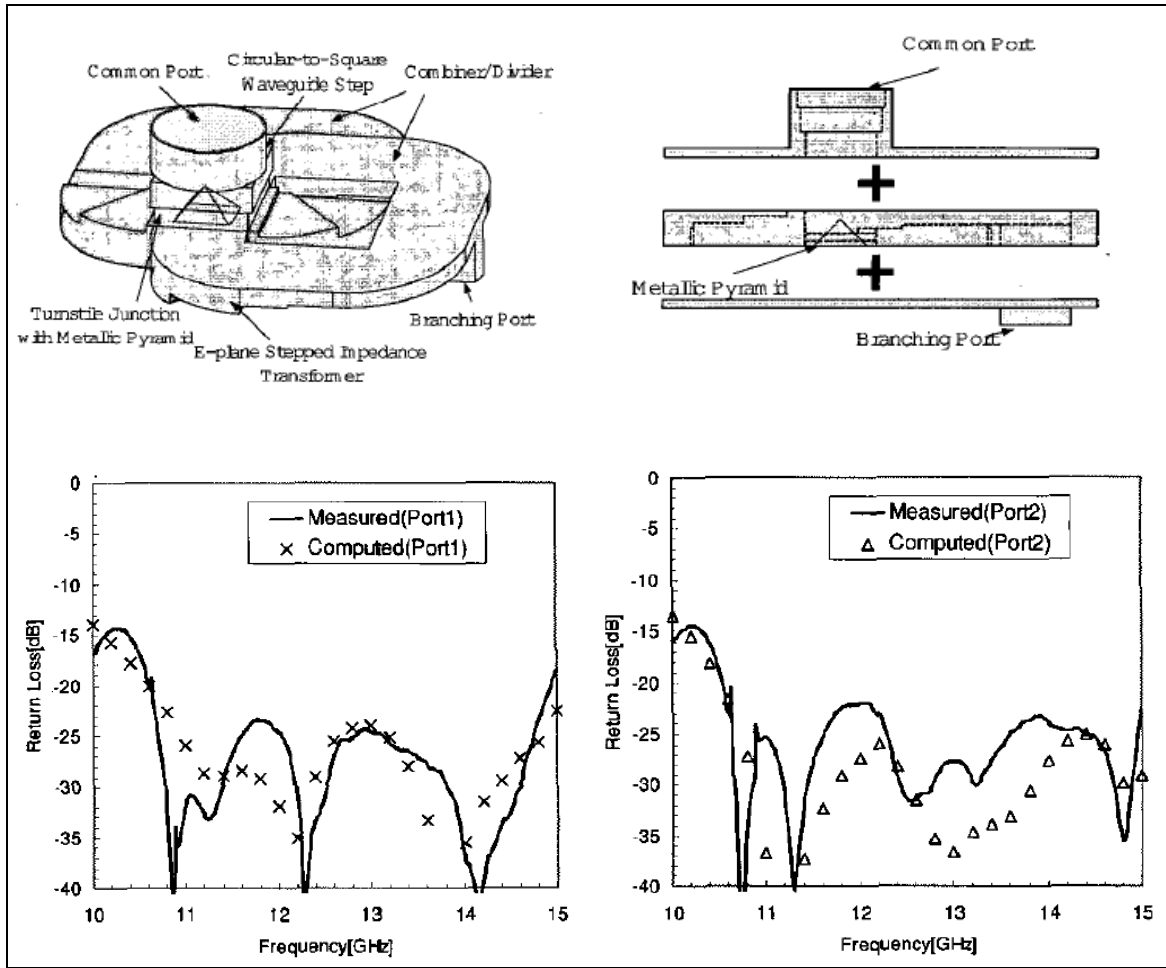 Common Port
Circular-to-Square
Waveguide Step
Combiner/Divider
Turnstile Junction
with Metallic Pyramid
E-plane Stepped Impedance
Transformer
Branching Port
Common Port
+
Metallic Pyramid
+
Branching Port
Return Loss[dB]
0
-5
-10
-15
-20
-25
-30
-35
-40
Measured(Port1)
× Computed(Port1)
10 11 12 13 14 15
Frequency[GHz]
Return Loss[dB]
0
-5
-10
-15
-20
-25
-30
-35
-40
Measured(Port2)
△ Computed(Port2)
10 11 12 13 14 15
Frequency[GHz]